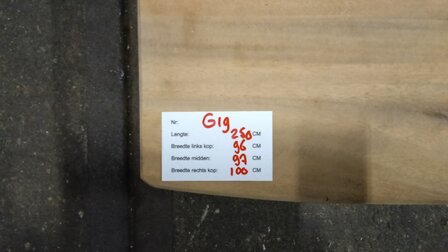 Nr: G19
Lengte: 250 CM
Breedte links kop: 96 CM
Breedte midden: 97 CM
Breedte rechts kop: 100 CM